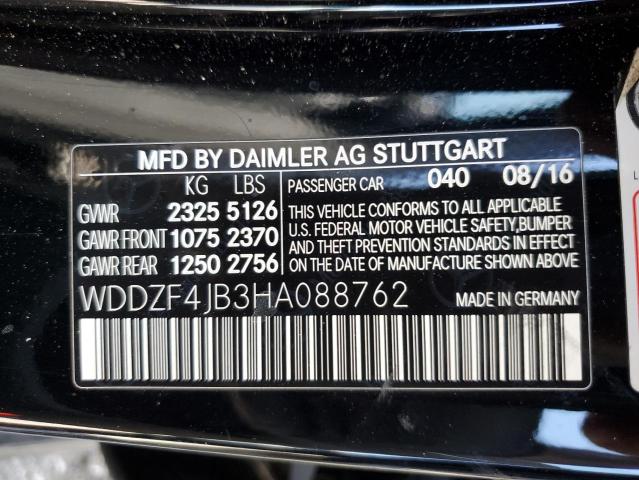 MFD BY DAIMLER AG STUTTGART
KG LBS
GVWR 2325 5126
GAWR FRONT 1075 2370
GAWR REAR 1250 2756
PASSENGER CAR 040 08/16
THIS VEHICLE CONFORMS TO ALL APPLICABLE
U.S. FEDERAL MOTOR VEHICLE SAFETY,BUMPER
AND THEFT PREVENTION STANDARDS IN EFFECT
ON THE DATE OF MANUFACTURE SHOWN ABOVE
WDDZF4JB3HA088762
MADE IN GERMANY